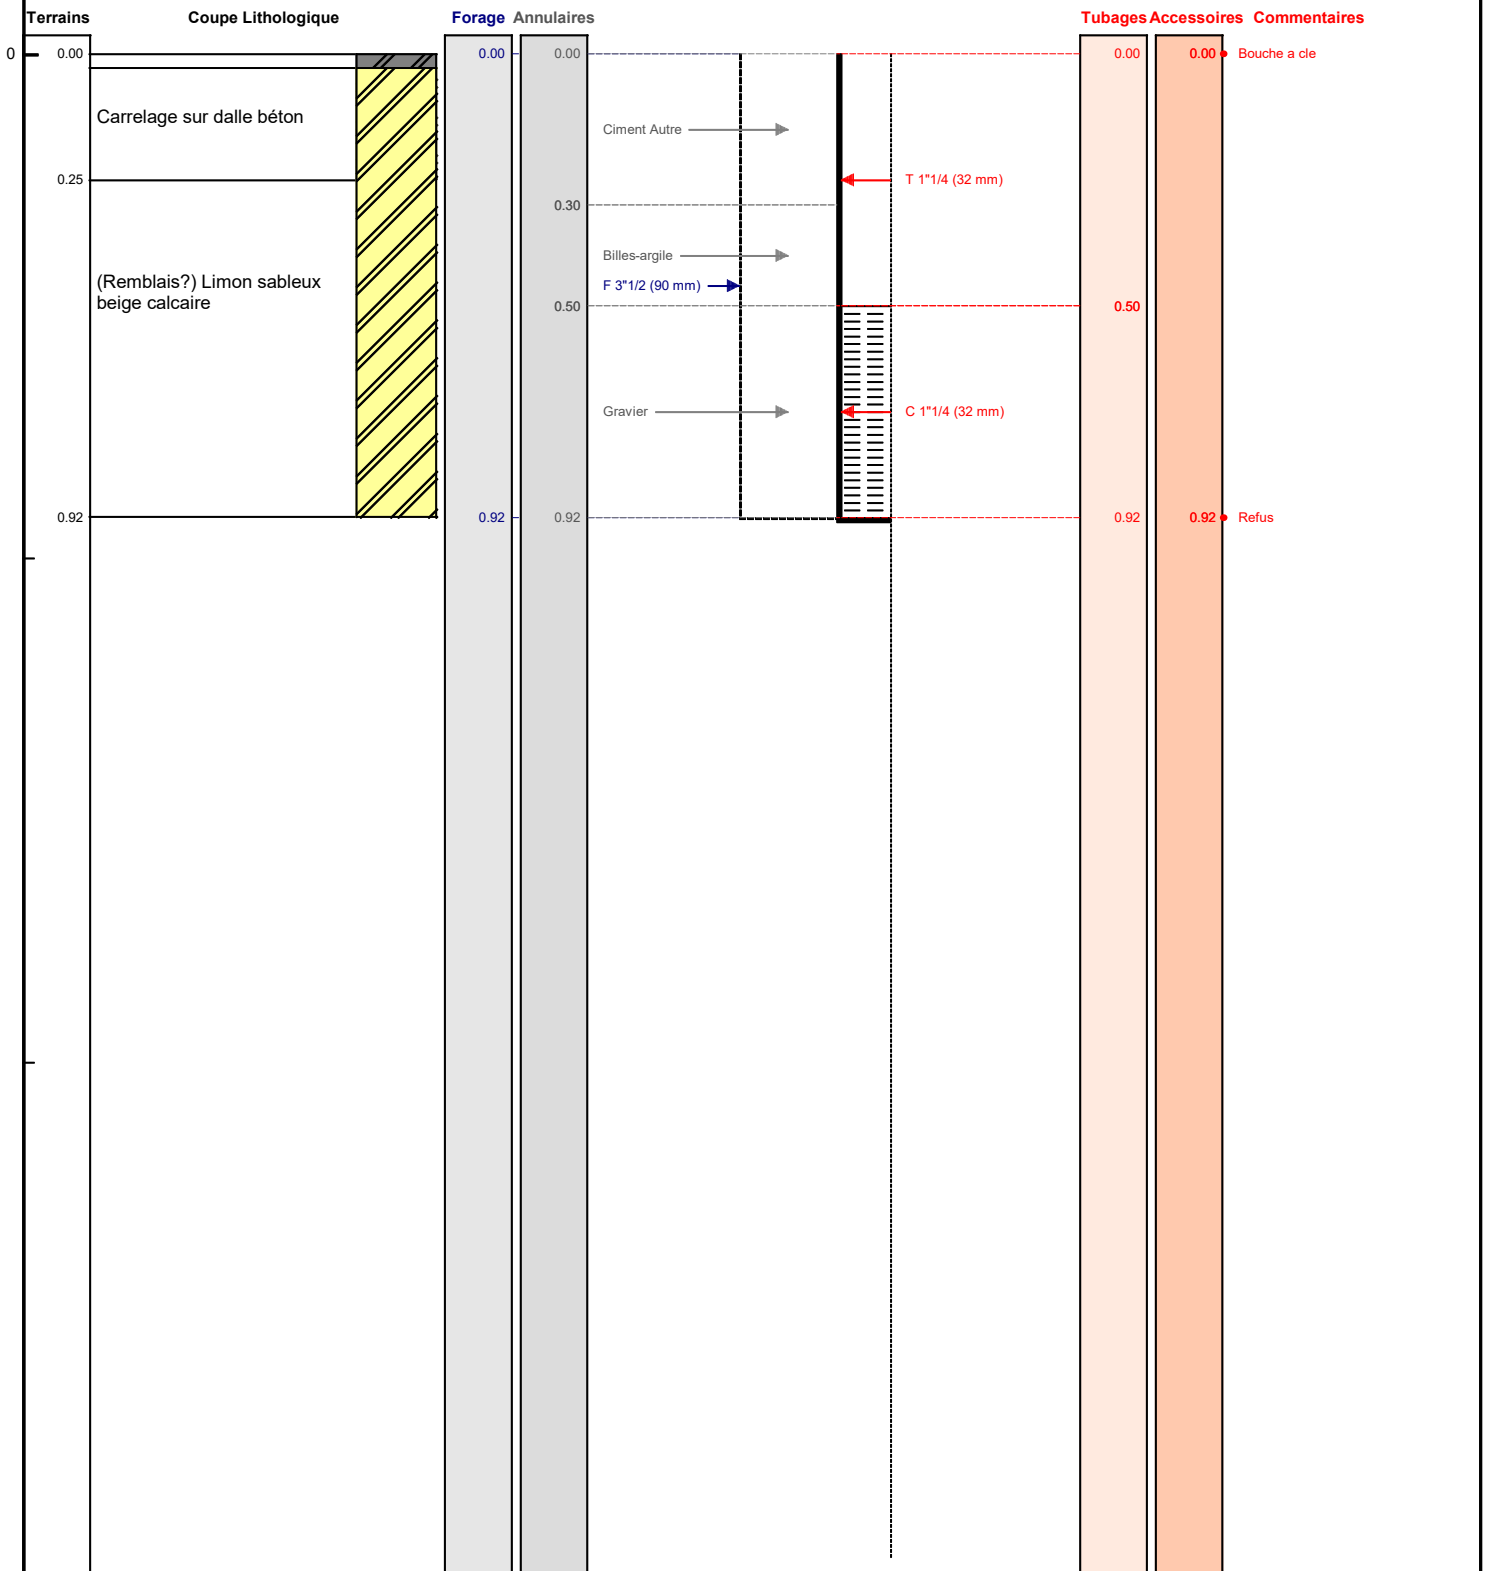 Terrains Coupe Lithologique Forage Annulaires Tubages Accessoires Commentaires
0 0.00 0.00 0.00 0.00 0.00 Bouche a cle
Carrelage sur dalle béton
Ciment Autre
0.25 T 1"1/4 (32 mm)
0.30
Billes-argile
(Remblais?) Limon sableux
beige calcaire
F 3"1/2 (90 mm)
0.50 0.50
Gravier C 1"1/4 (32 mm)
0.92 0.92 0.92 0.92 0.92 Refus